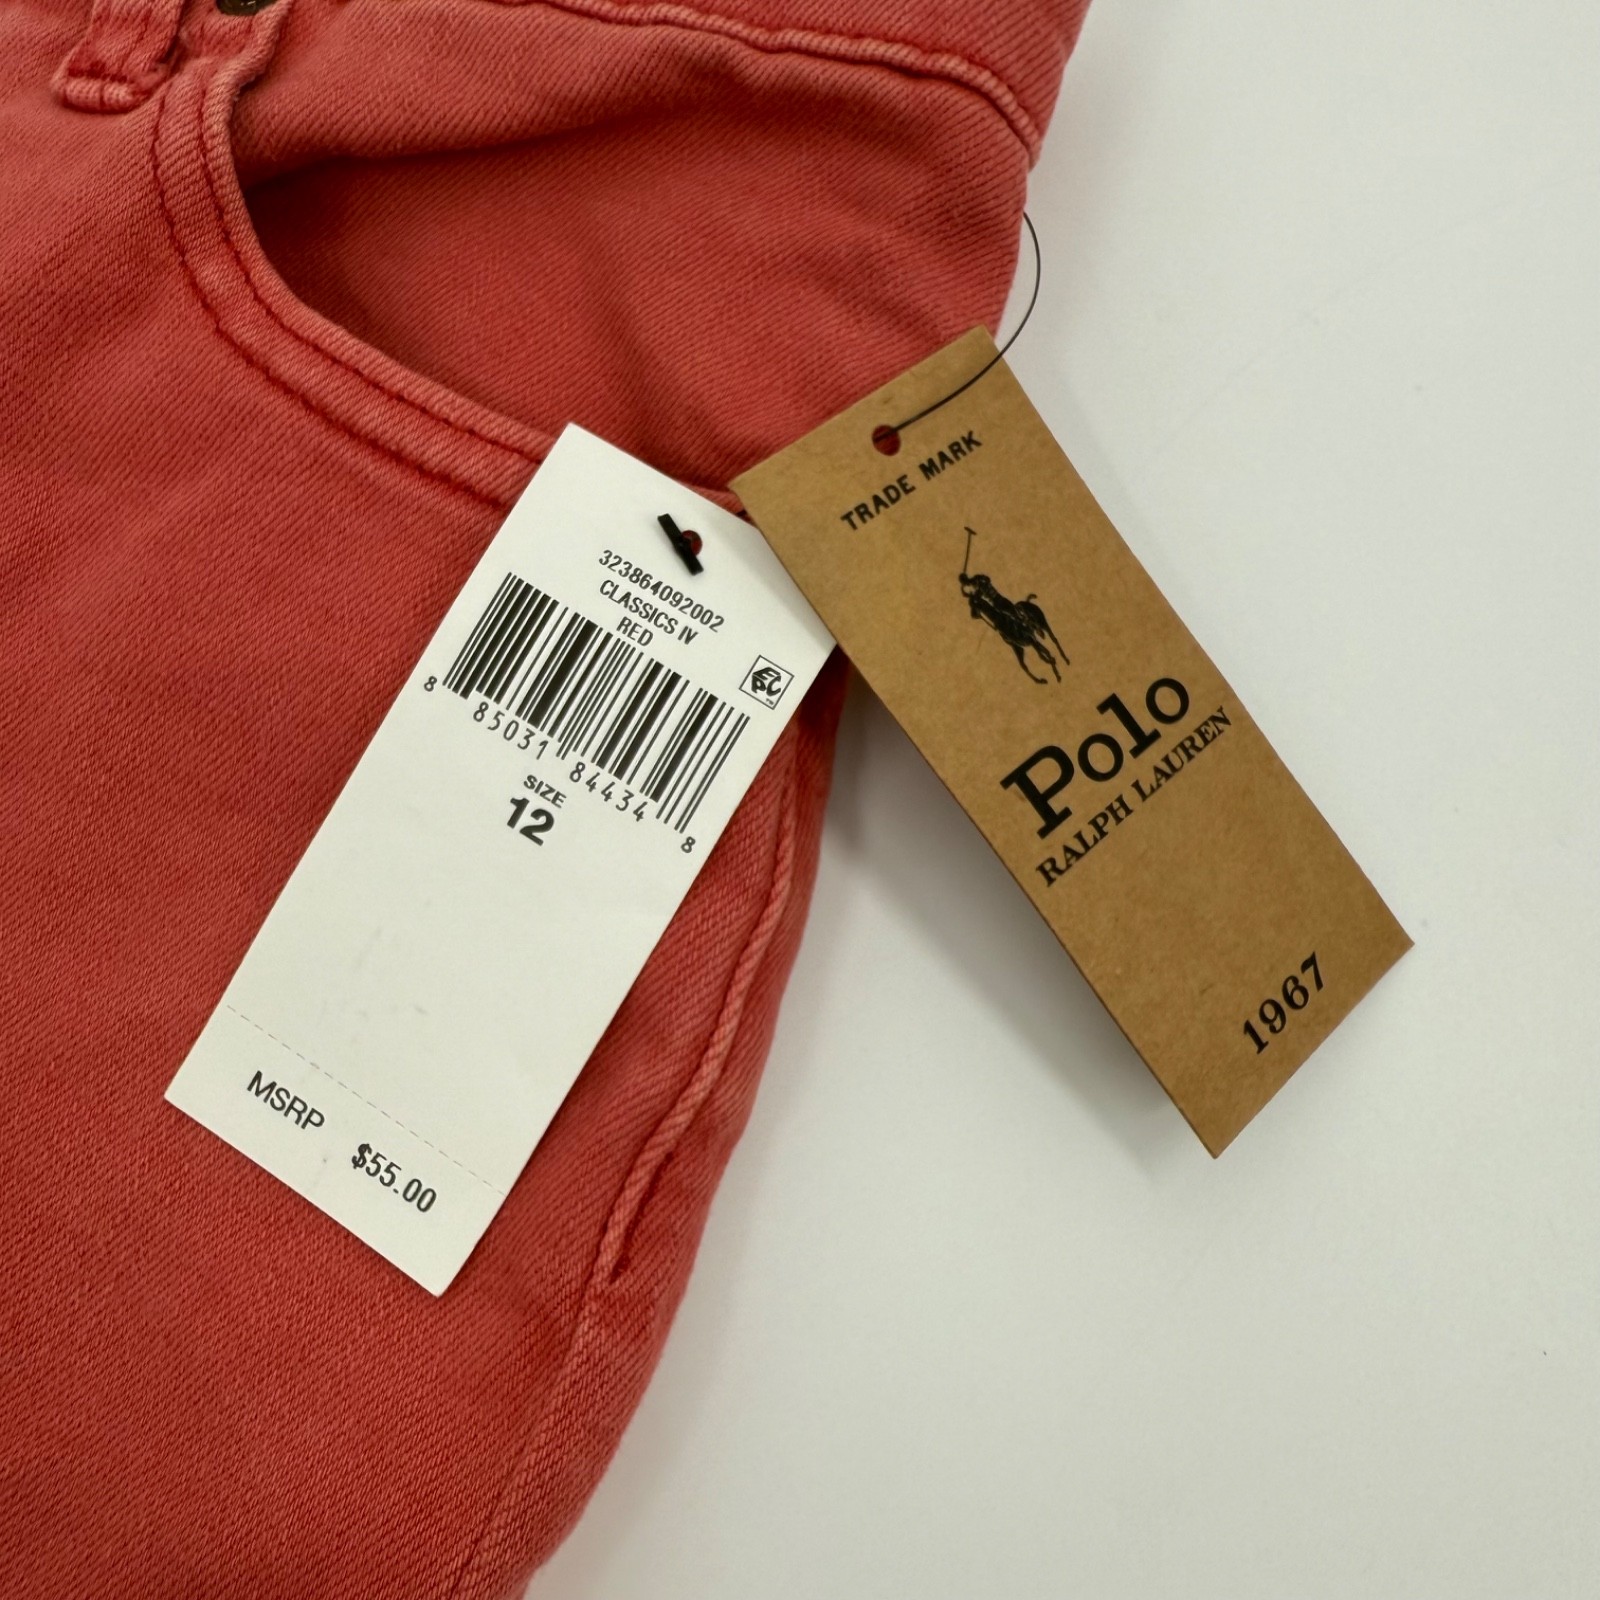 323864092002
CLASSICS IV
RED
EPC™
8 85031 84434 8
SIZE
12
MSRP $55.00
TRADE MARK
Polo
RALPH LAUREN
1967